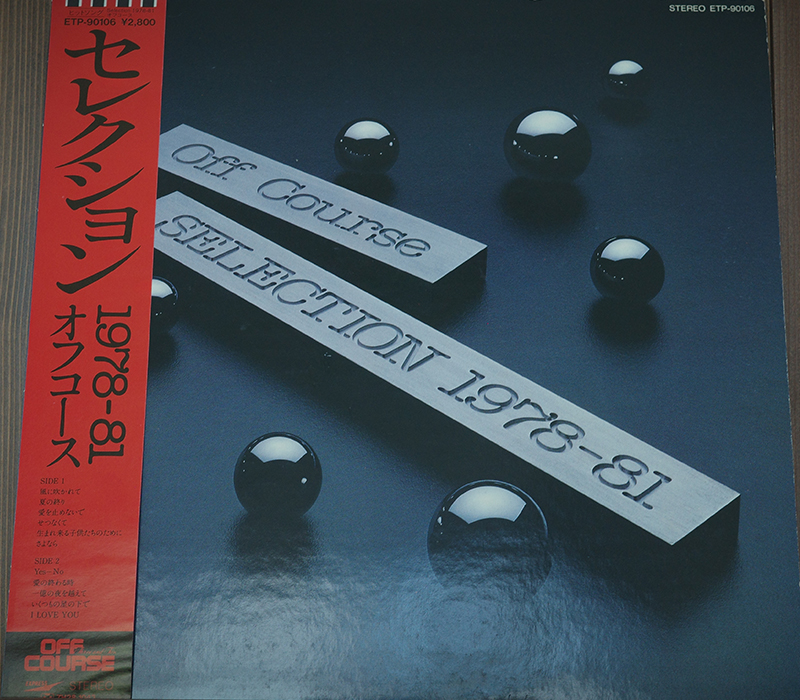 ETP-90106 ¥2,800
セレクション
1978-81
オフコース
SIDE 1
風に吹かれて
夏の終り
愛を止めないで
せつなくて
生まれ来る子供たちのために
さよなら
SIDE 2
Yes-No
愛の終わる時
一億の夜を越えて
いくつもの星の下で
I LOVE YOU
OFF
COURSE
STEREO
STEREO ETP-90106
Off Course
SELECTION 1978-81